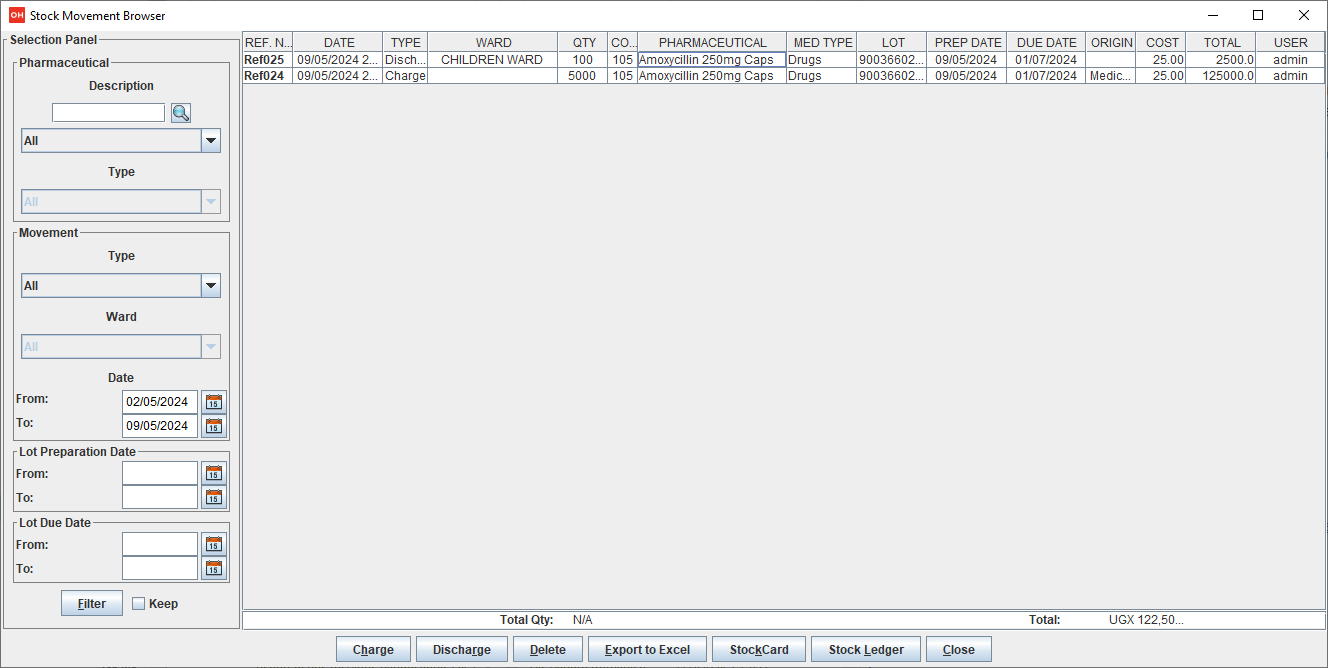 OH Stock Movement Browser
Selection Panel
Pharmaceutical
Description
All
Type
All
Movement
Type
All
Ward
All
Date
From: 02/05/2024 15
To: 09/05/2024 15
Lot Preparation Date
From: 15
To: 15
Lot Due Date
From: 15
To: 15
Filter Keep
REF. N... DATE TYPE WARD QTY CO... PHARMACEUTICAL MED TYPE LOT PREP DATE DUE DATE ORIGIN COST TOTAL USER
Ref025 09/05/2024 2... Disch... CHILDREN WARD 100 105 Amoxycillin 250mg Caps Drugs 90036602... 09/05/2024 01/07/2024 25.00 2500.0 admin
Ref024 09/05/2024 2... Charge 5000 105 Amoxycillin 250mg Caps Drugs 90036602... 09/05/2024 01/07/2024 Medic... 25.00 125000.0 admin
Total Qty: N/A Total: UGX 122,50...
Charge Discharge Delete Export to Excel StockCard Stock Ledger Close